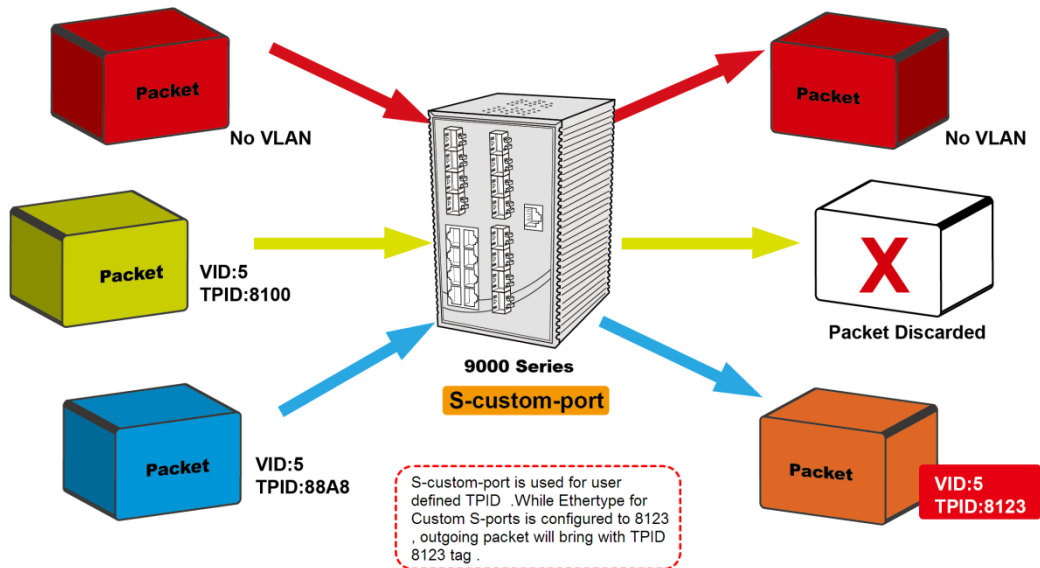 Packet
No VLAN
Packet
No VLAN
Packet
VID:5
TPID:8100
X
Packet Discarded
9000 Series
S-custom-port
Packet
VID:5
TPID:88A8
S-custom-port is used for user
defined TPID .While Ethertype for
Custom S-ports is configured to 8123
, outgoing packet will bring with TPID
8123 tag .
Packet
VID:5
TPID:8123